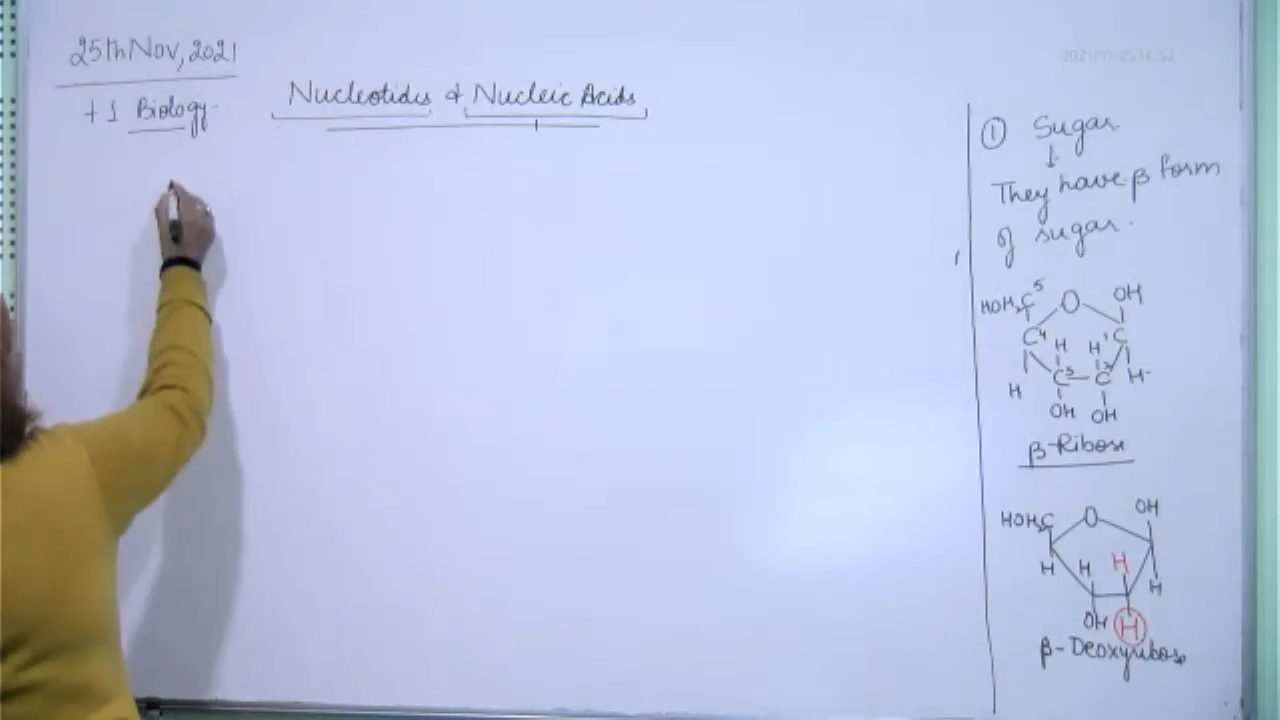 25th Nov, 2021
+1 Biology
Nucleotides & Nucleic Acids
① Sugar
↓
They have β form
of sugar.
HOH₂C⁵ O OH
C⁴ H H ¹C
C³ C² H
H OH OH
β-Ribose
HOH₂C O OH
H H H H
OH H
β-Deoxyribose